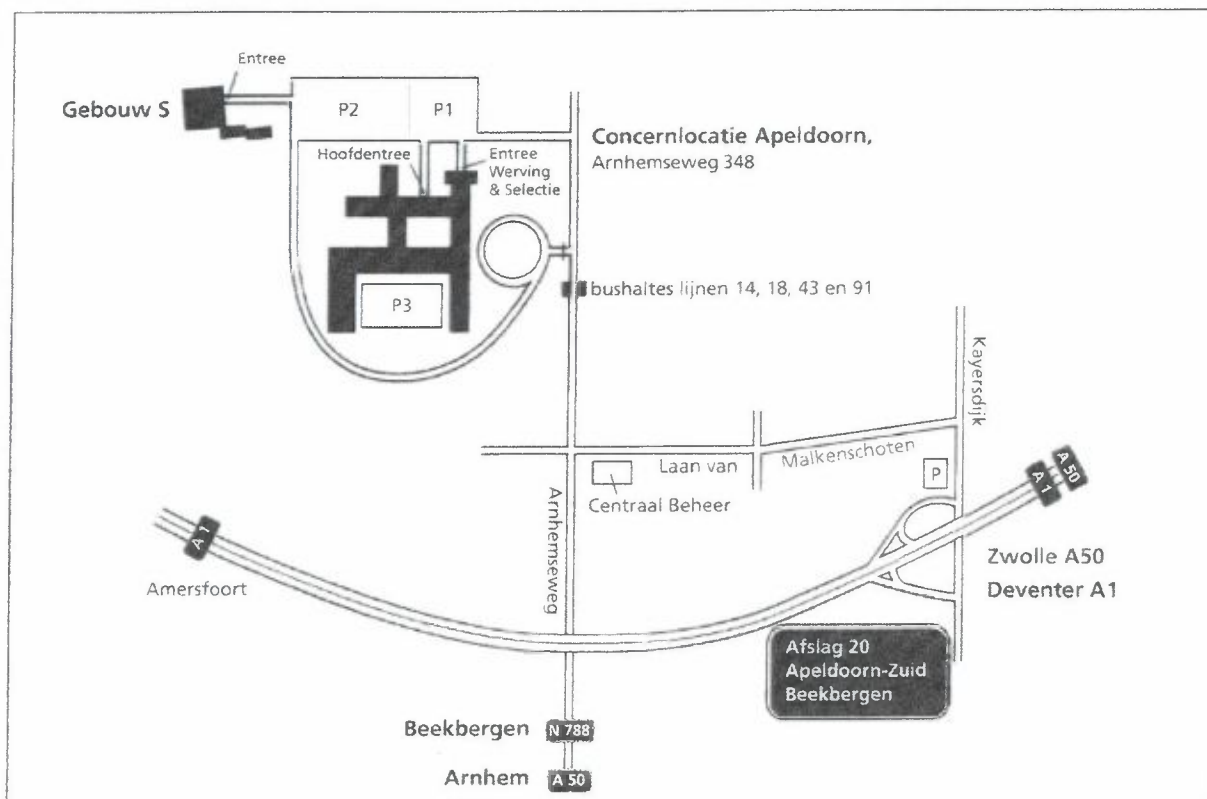 Entree
Gebouw S
P2
P1
Concernlocatie Apeldoorn,
Arnhemseweg 348
Hoofdentree
Entree
Werving
& Selectie
P3
bushaltes lijnen 14, 18, 43 en 91
Kayersdijk
Laan van
Malkenschoten
P
Centraal Beheer
Arnhemseweg
A 1
A 50
A 1
Amersfoort
Zwolle A50
Deventer A1
Afslag 20
Apeldoorn-Zuid
Beekbergen
Beekbergen
N 788
Arnhem
A 50